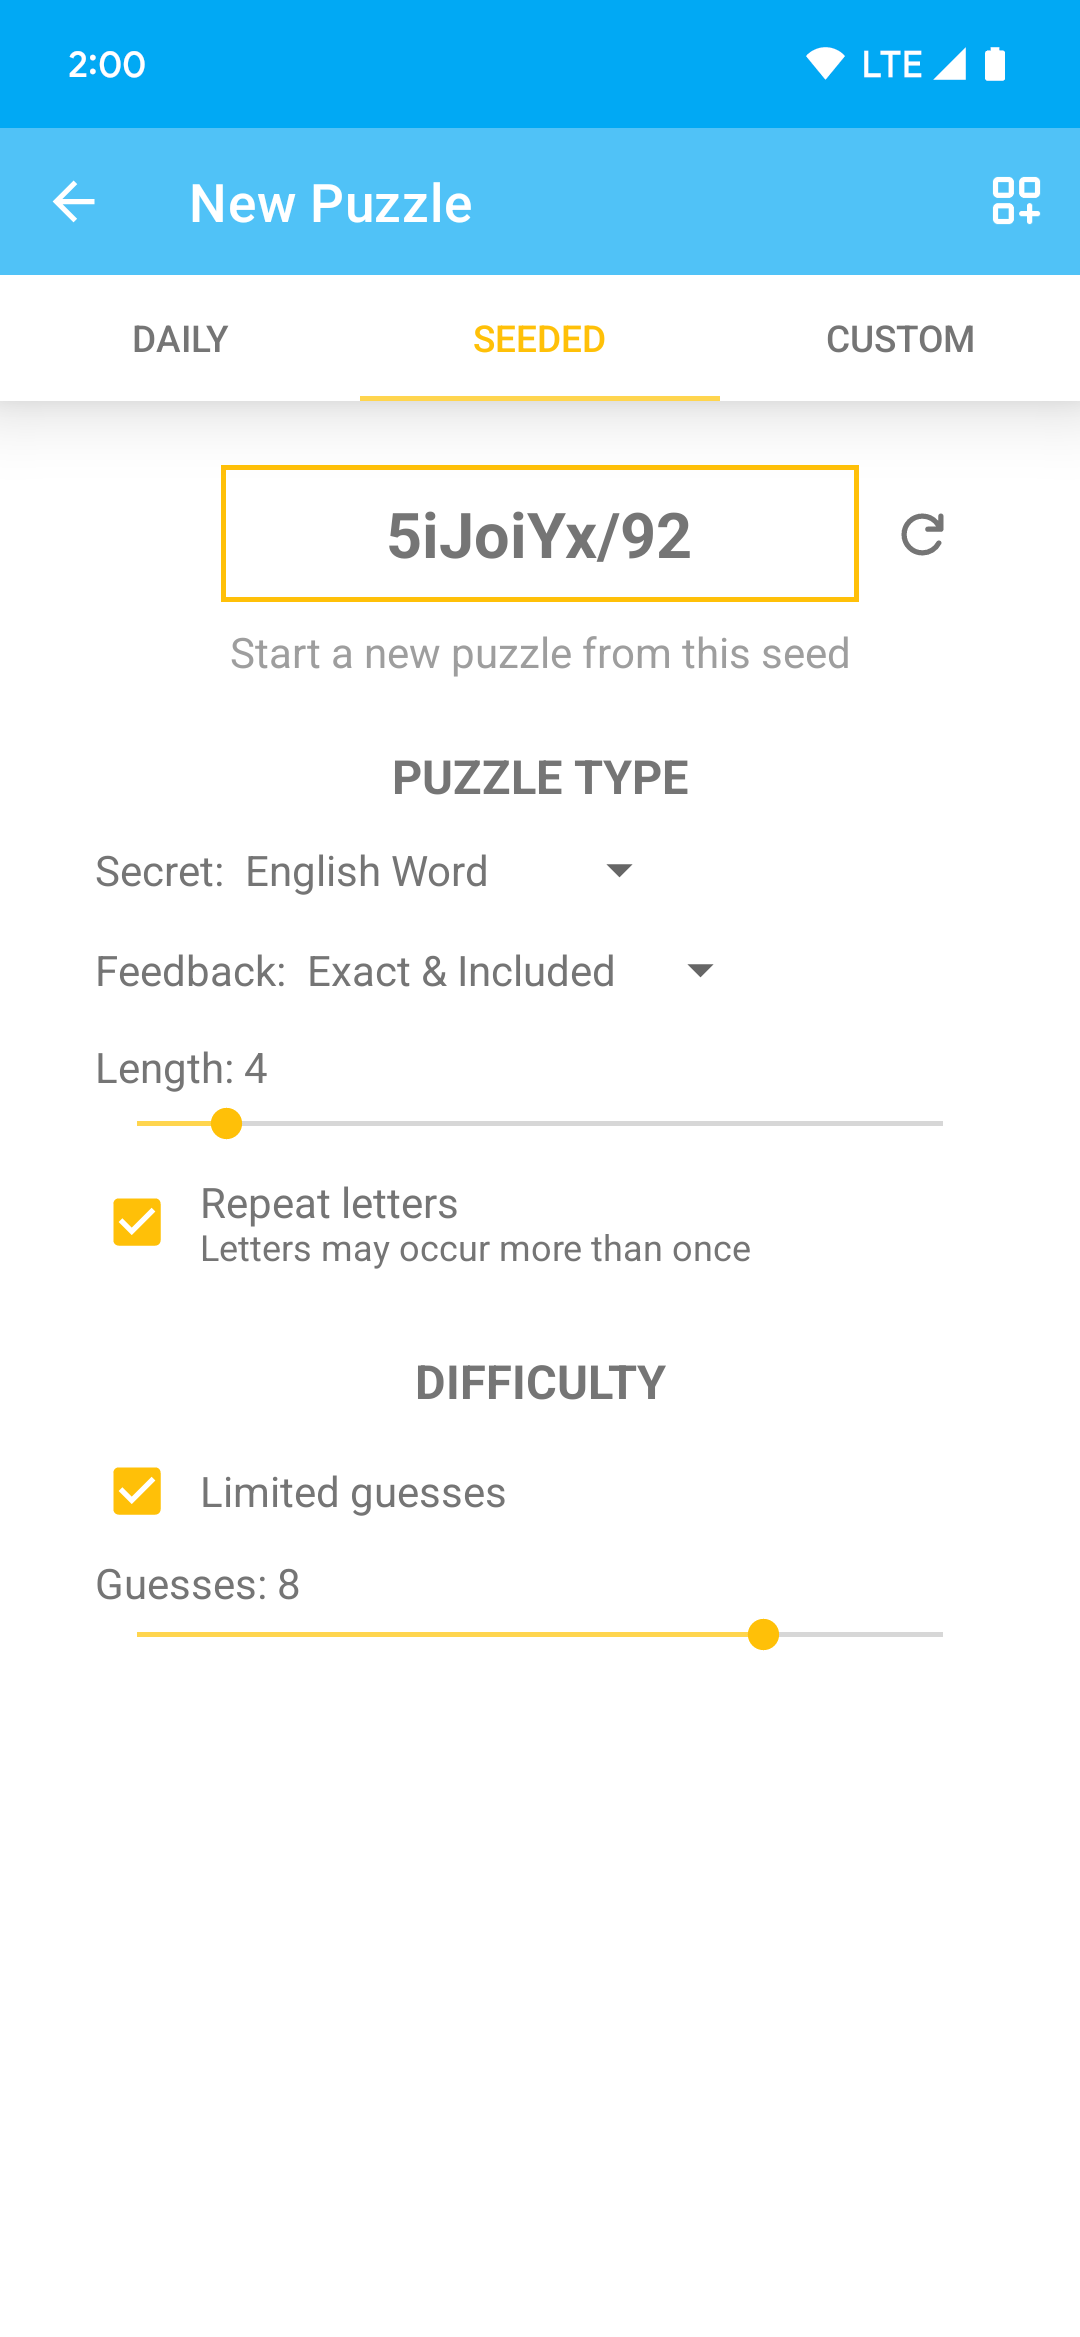 2:00
LTE
New Puzzle
DAILY
SEEDED
CUSTOM
5iJoiYx/92
Start a new puzzle from this seed
PUZZLE TYPE
Secret: English Word
Feedback: Exact & Included
Length: 4
Repeat letters
Letters may occur more than once
DIFFICULTY
Limited guesses
Guesses: 8